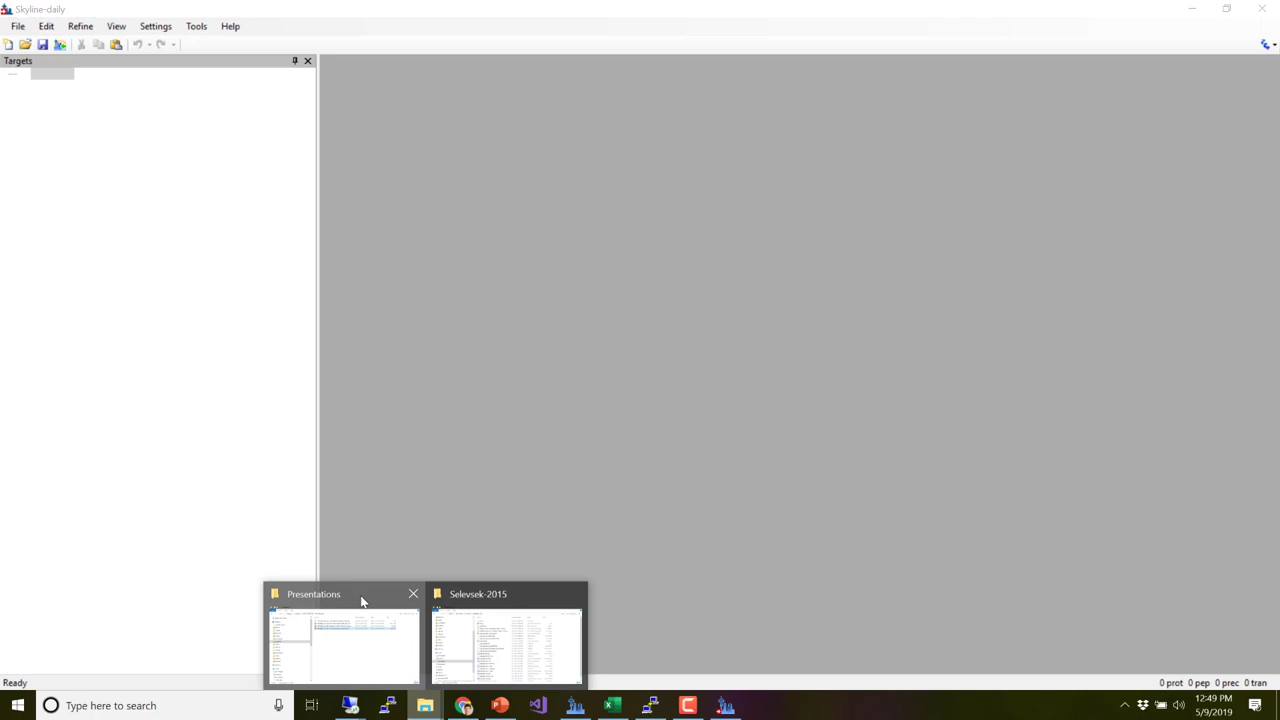 Skyline-daily
File Edit Refine View Settings Tools Help
Targets
Presentations
Selevsek-2015
Ready
0 prot 0 pep 0 prec 0 tran
Type here to search
12:49 PM
5/9/2019